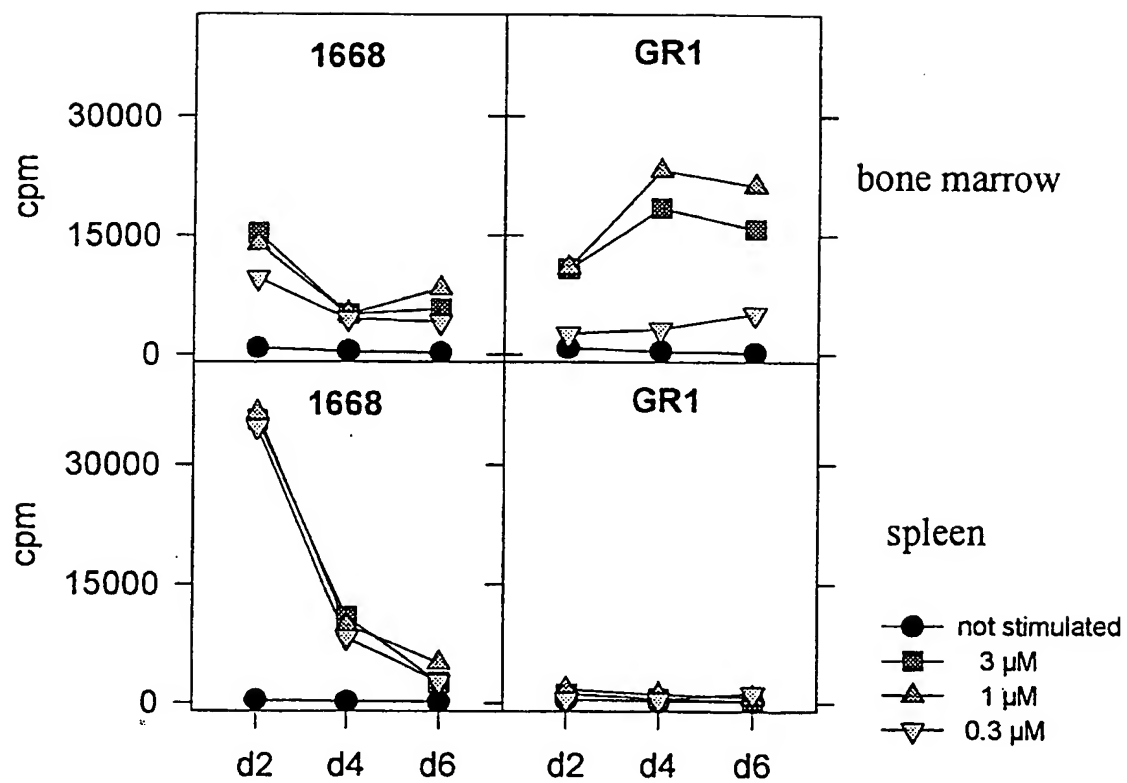 1668
GR1
30000
15000
0
cpm
bone marrow
1668
GR1
30000
15000
0
cpm
spleen
not stimulated
3 µM
1 µM
0.3 µM
d2 d4 d6 d2 d4 d6